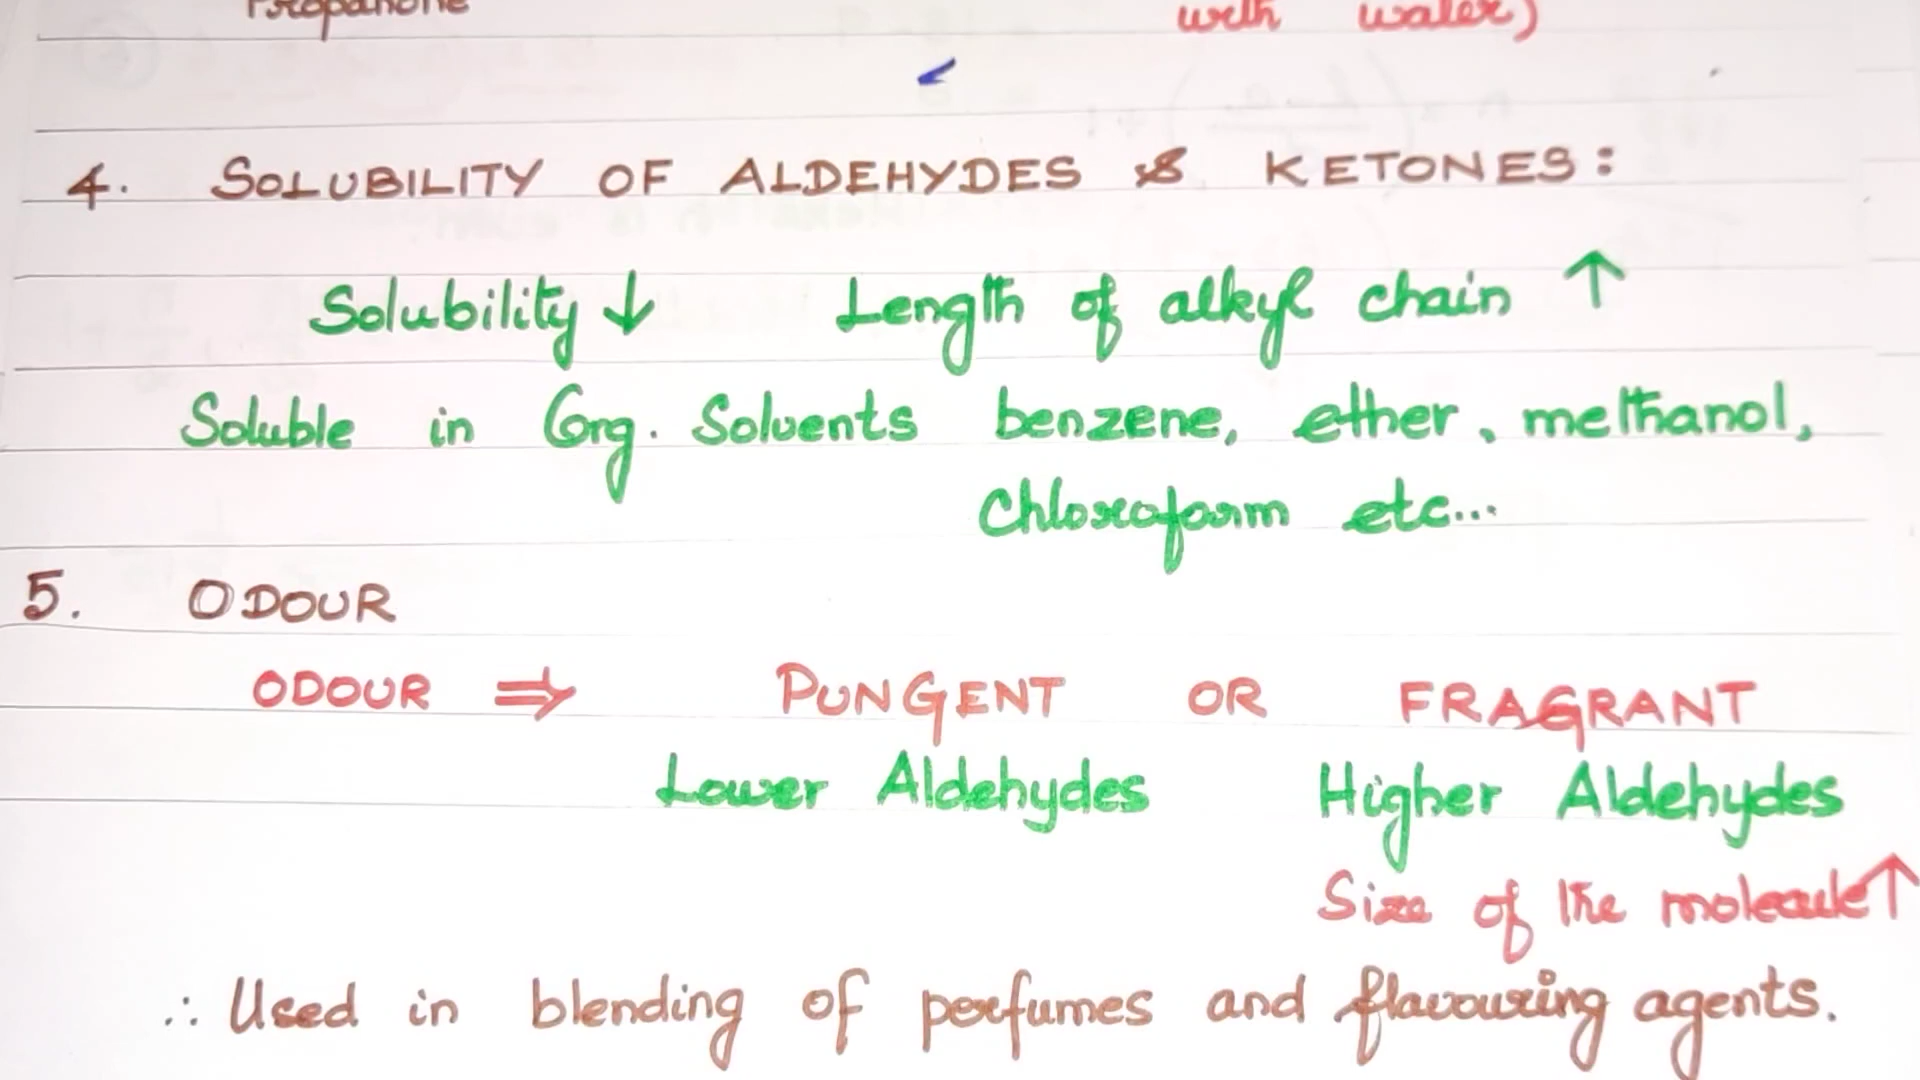 Propanone with water)
4. SOLUBILITY OF ALDEHYDES & KETONES:
Solubility ↓ Length of alkyl chain ↑
Soluble in Org. Solvents benzene, ether, methanol,
Chloroform etc...
5. ODOUR
ODOUR ⇒ PUNGENT OR FRAGRANT
Lower Aldehydes Higher Aldehydes
Size of the molecule ↑
∴ Used in blending of perfumes and flavouring agents.